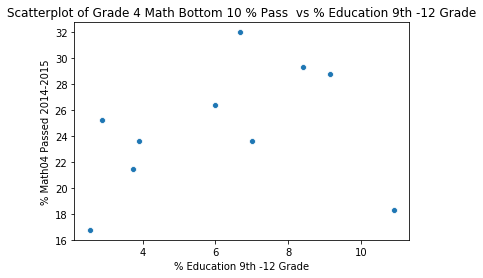 Scatterplot of Grade 4 Math Bottom 10 % Pass  vs % Education 9th -12 Grade
% Math04 Passed 2014-2015
32
30
28
26
24
22
20
18
16
4 6 8 10
% Education 9th -12 Grade